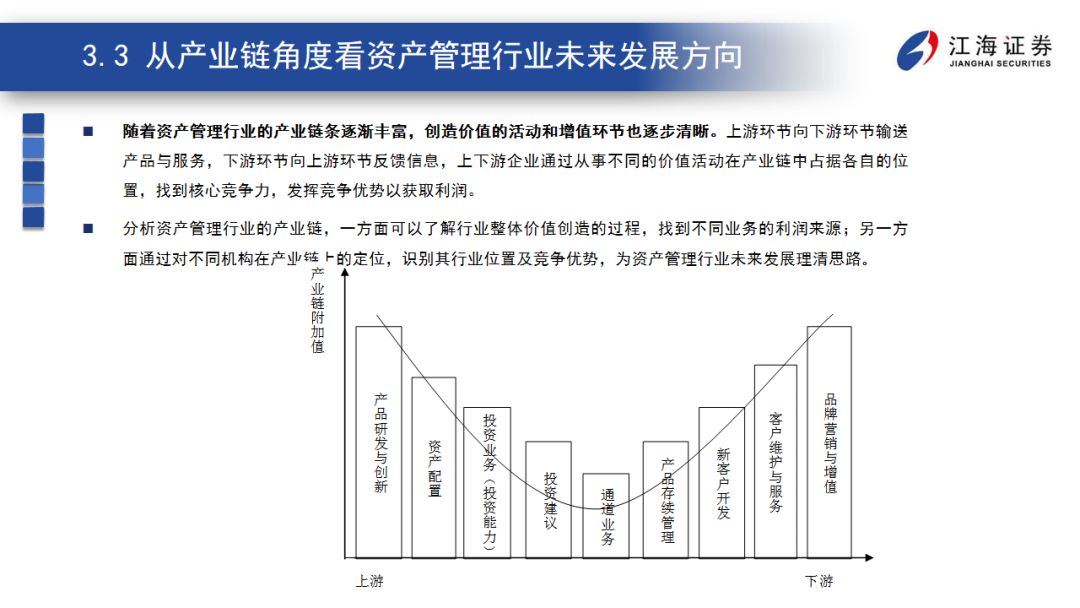 3.3 从产业链角度看资产管理行业未来发展方向
江海证券
JIANGHAI SECURITIES
■ 随着资产管理行业的产业链条逐渐丰富，创造价值的活动和增值环节也逐步清晰。上游环节向下游环节输送
产品与服务，下游环节向上游环节反馈信息，上下游企业通过从事不同的价值活动在产业链中占据各自的位
置，找到核心竞争力，发挥竞争优势以获取利润。
■ 分析资产管理行业的产业链，一方面可以了解行业整体价值创造的过程，找到不同业务的利润来源；另一方
面通过对不同机构在产业链上的定位，识别其行业位置及竞争优势，为资产管理行业未来发展理清思路。
产业链附加值
产品研发与创新
资产配置
投资业务（投资能力）
投资建议
通道业务
产品存续管理
新客户开发
客户维护与服务
品牌营销与增值
上游
下游